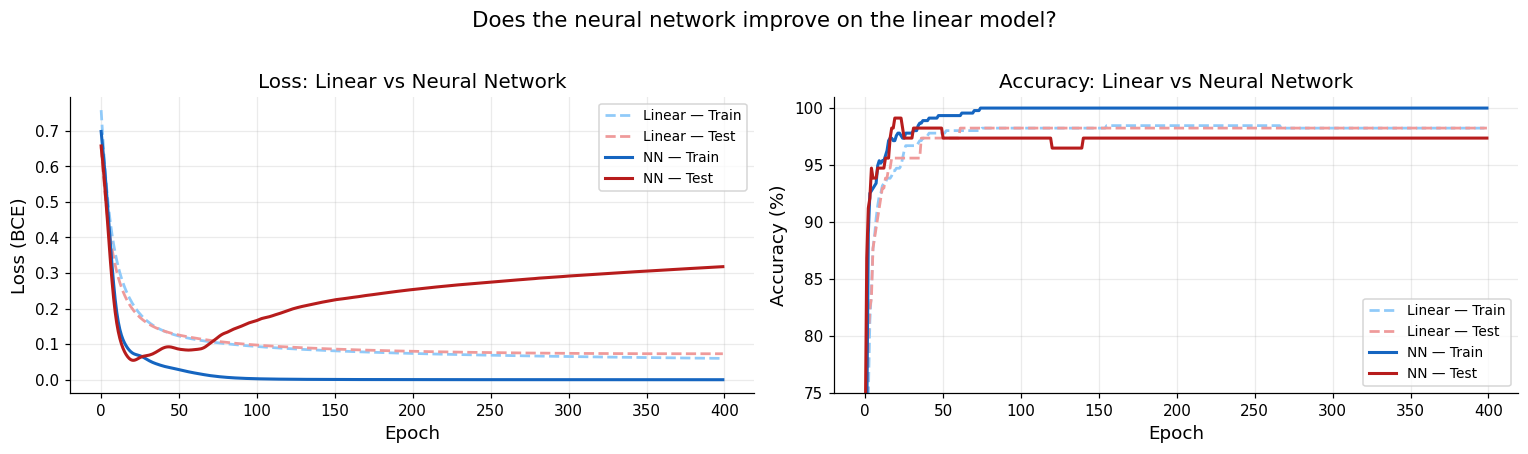 Does the neural network improve on the linear model?
Loss: Linear vs Neural Network
Loss (BCE)
0.7
0.6
0.5
0.4
0.3
0.2
0.1
0.0
0 50 100 150 200 250 300 350 400
Epoch
Linear — Train
Linear — Test
NN — Train
NN — Test
Accuracy: Linear vs Neural Network
Accuracy (%)
100
95
90
85
80
75
0 50 100 150 200 250 300 350 400
Epoch
Linear — Train
Linear — Test
NN — Train
NN — Test